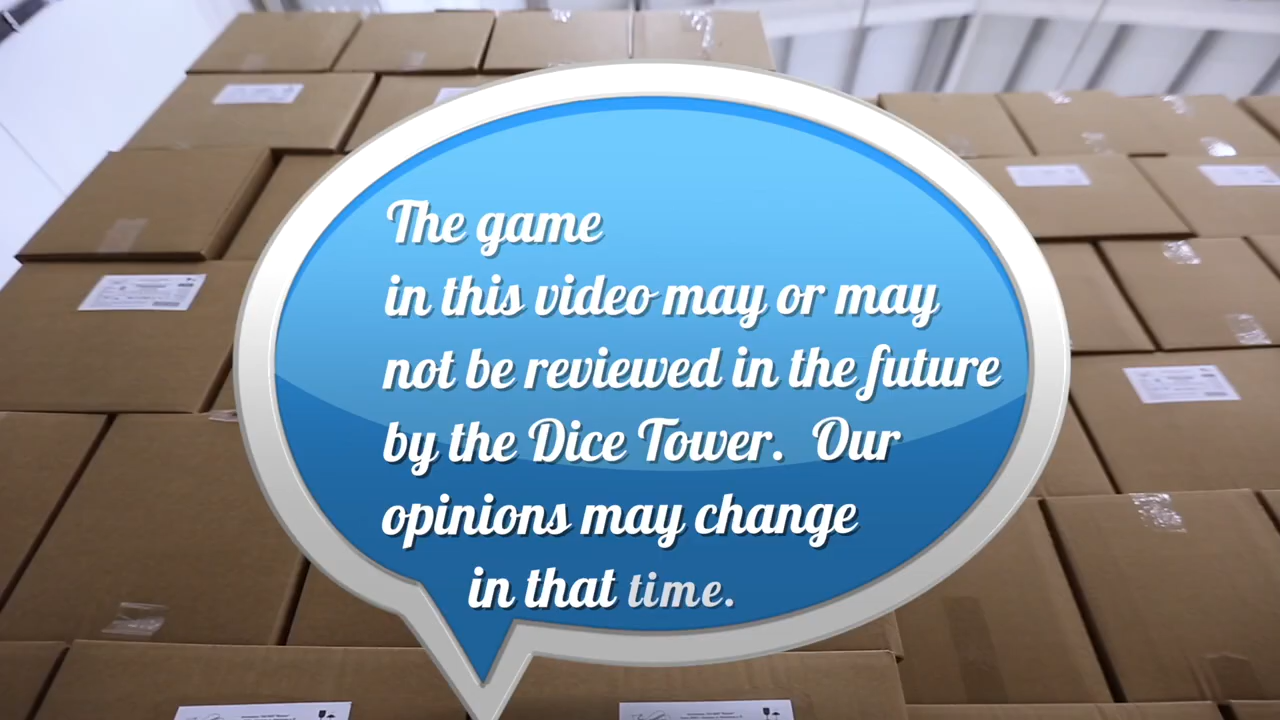 The game
in this video may or may
not be reviewed in the future
by the Dice Tower. Our
opinions may change
in that time.